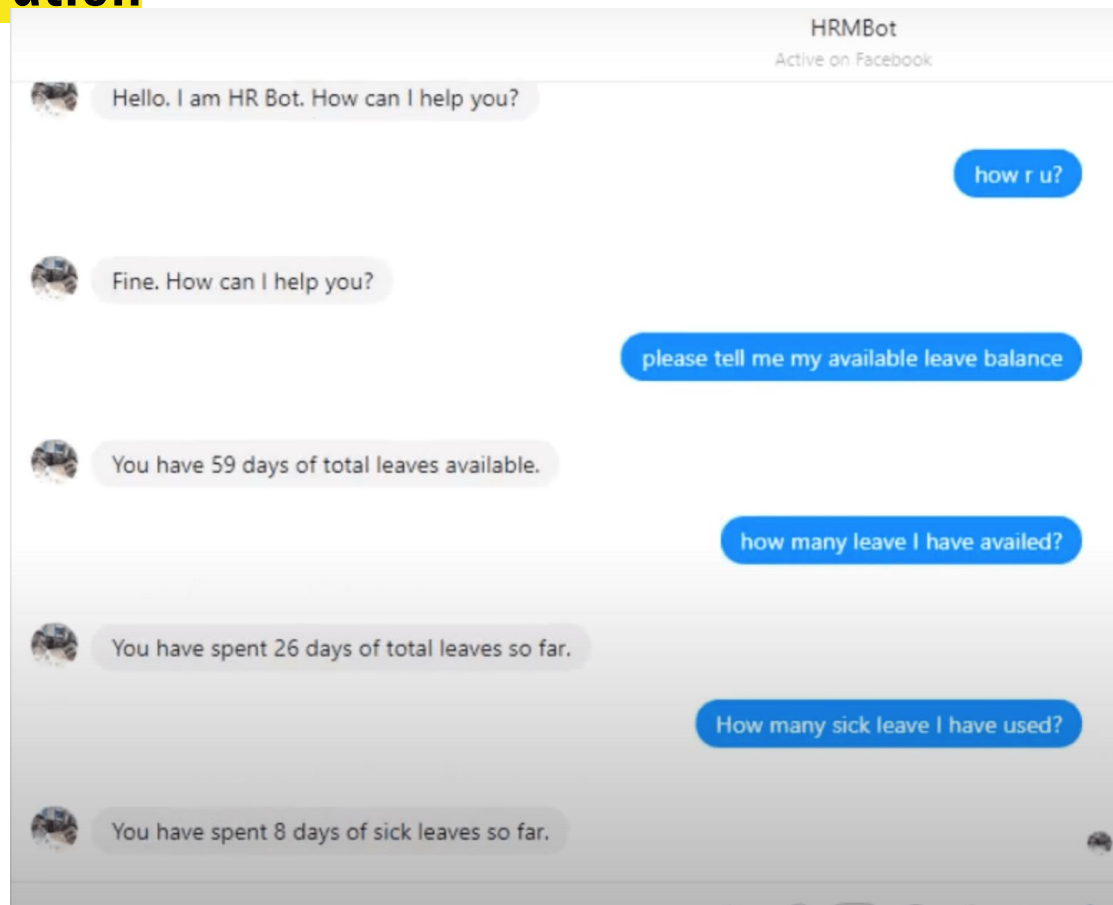 HRMBot
Active on Facebook
Hello. I am HR Bot. How can I help you?
how r u?
Fine. How can I help you?
please tell me my available leave balance
You have 59 days of total leaves available.
how many leave I have availed?
You have spent 26 days of total leaves so far.
How many sick leave I have used?
You have spent 8 days of sick leaves so far.